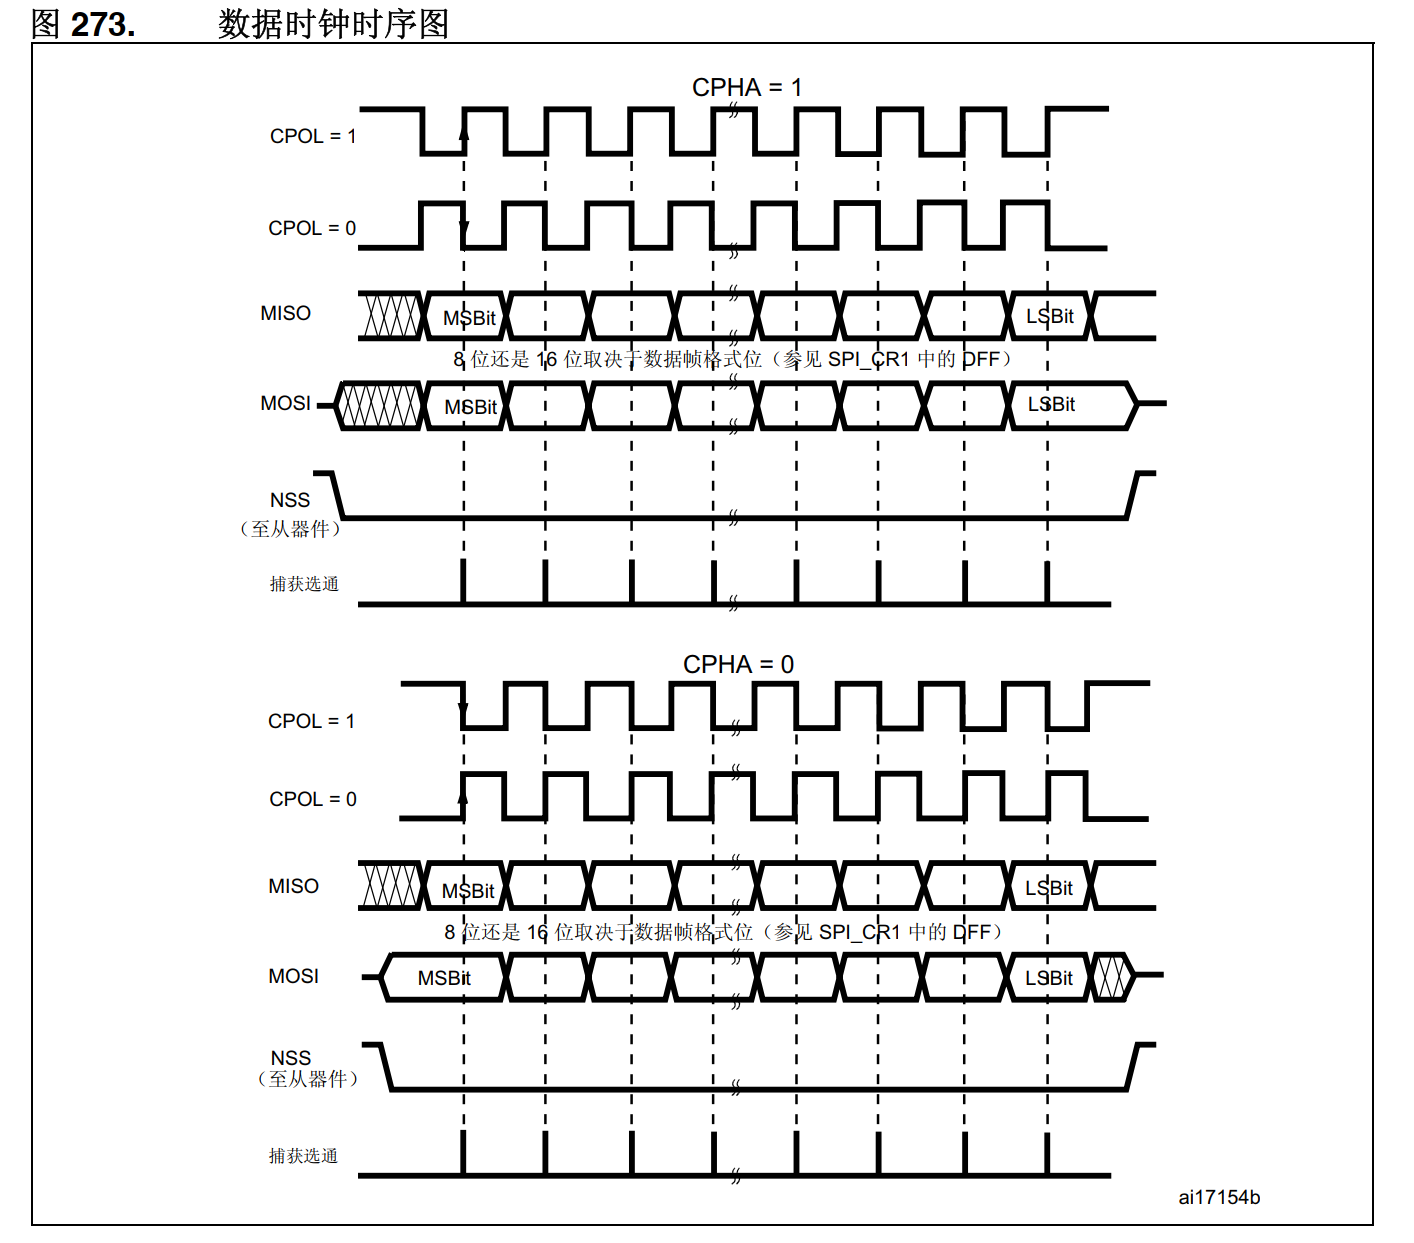 图 273. 数据时钟时序图
CPHA = 1
CPOL = 1
CPOL = 0
MISO
MSBit
LSBit
8 位还是 16 位取决于数据帧格式位（参见 SPI_CR1 中的 DFF）
MOSI
MSBit
LSBit
NSS
（至从器件）
捕获选通
CPHA = 0
CPOL = 1
CPOL = 0
MISO
MSBit
LSBit
8 位还是 16 位取决于数据帧格式位（参见 SPI_CR1 中的 DFF）
MOSI
MSBit
LSBit
NSS
（至从器件）
捕获选通
ai17154b